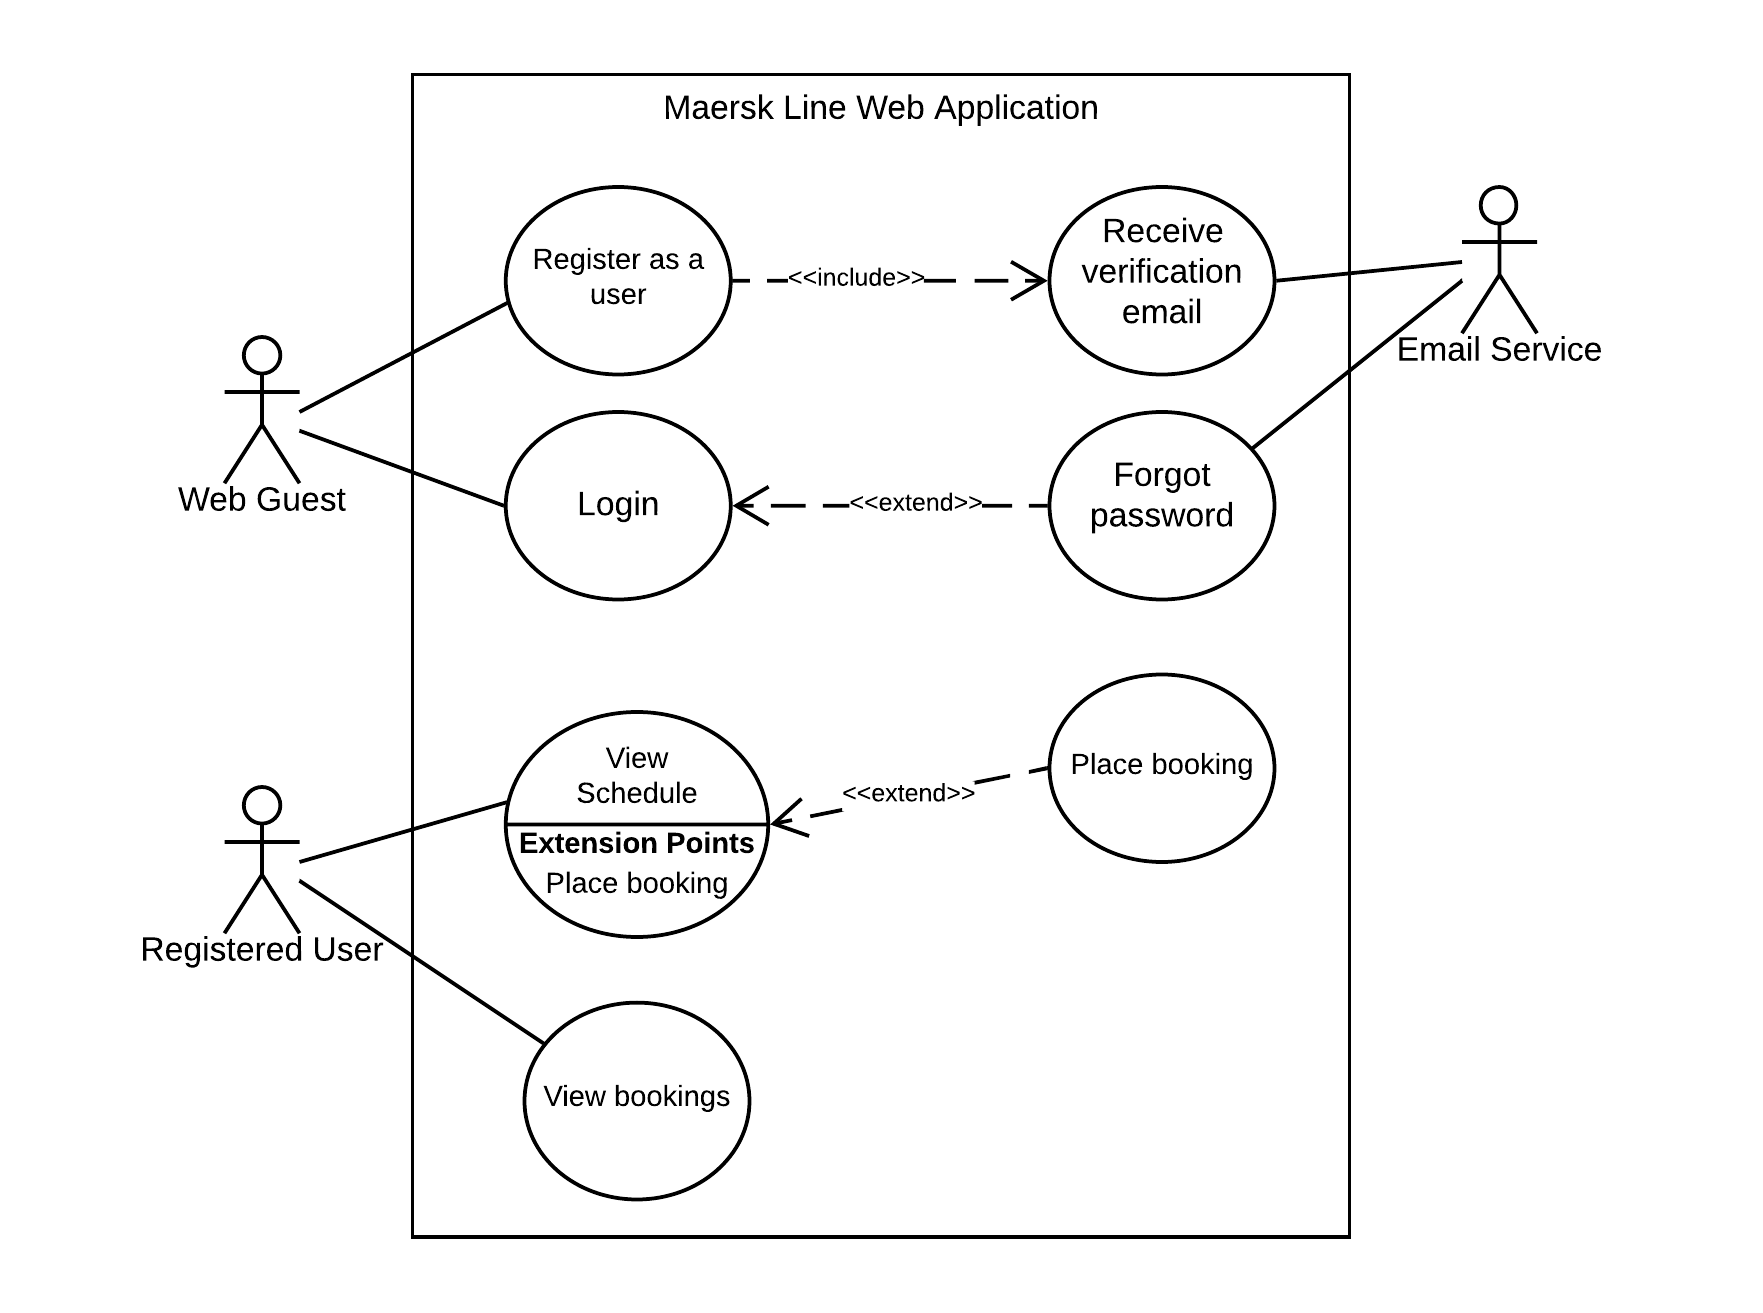 Maersk Line Web Application
Register as a
user
<<include>>
Receive
verification
email
Email Service
Web Guest
Login
<<extend>>
Forgot
password
View
Schedule
Extension Points
Place booking
<<extend>>
Place booking
Registered User
View bookings